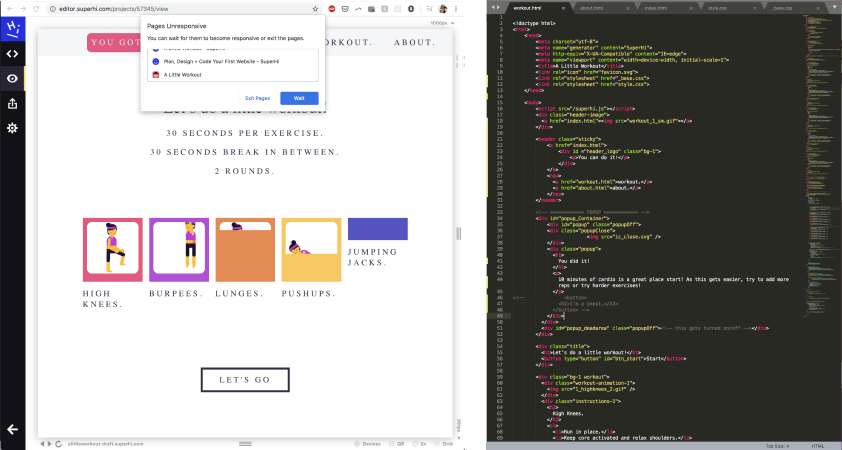 editor.superhi.com/projects/57345/view
Pages Unresponsive
You can wait for them to become responsive or exit the pages.
Plan, Design + Code Your First Website – SuperHi
A Little Workout
Exit Pages
Wait
1000px
YOU GOT
WORKOUT.
ABOUT.
Let's do a little workout!
30 SECONDS PER EXERCISE.
30 SECONDS BREAK IN BETWEEN.
2 ROUNDS.
HIGH
KNEES.
BURPEES.
LUNGES.
PUSHUPS.
JUMPING
JACKS.
LET'S GO
alittleworkout-draft.superhi.com
Devices
QR
2x
Grid
workout.html
about.html
index.html
style.css
_base.css
<!doctype html>
<html>
<head>
<meta charset="utf-8">
<meta name="generator" content="SuperHi">
<meta http-equiv="X-UA-Compatible" content="IE=edge">
<meta name="viewport" content="width=device-width, initial-scale=1">
<title>A Little Workout</title>
<link rel="icon" href="favicon.svg">
<link rel="stylesheet" href="_base.css">
<link rel="stylesheet" href="style.css">
</head>
<body>
<script src="/superhi.js"></script>
<div class="header-image">
<a href="index.html"><img src="workout_1_sm.gif"></a>
</div>
<header class="sticky">
<a href="index.html">
<div id ="header_logo" class="bg-1">
<p>You can do it!</p>
</div>
</a>
<nav>
<a href="workout.html">workout.</a>
<a href="about.html">about.</a>
</nav>
</header>
<!-- =========== POPUP =========== -->
<div id="popup_Container">
<div id="popup" class="popupOff">
<div class="popupClose">
<img src="ic_close.svg" />
</div>
<div class="popup">
<h1>
You did it!
</h1>
<p>
10 minutes of cardio is a great place start! As this gets easier, try to add more
reps or try harder exercises!
</p>
<!-- <button>
<h2>I'm a beast.</h2>
</button> -->
</div>
</div>
<div id="popup_deadarea" class="popupOff"><!-- this gets turned on/off --></div>
</div>
<div class="title">
<h1>Let's do a little workout!</h1>
<button type="button" id="btn_start">Start</button>
</div>
<div class="bg-1 workout">
<div class="workout-animation-1">
<img src="1_highknees_2.gif" />
</div>
<div class="instructions-1">
<h2>
High Knees.
</h2>
<ul>
<li>Run in place.</li>
<li>Keep core activated and relax shoulders.</li>
Tab Size: 4
HTML